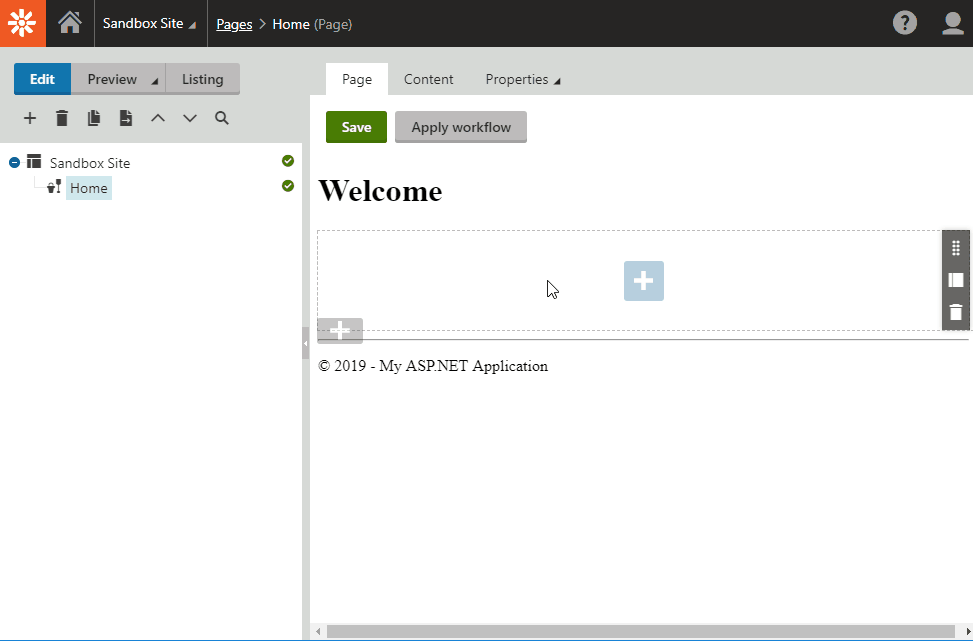 Sandbox Site Pages > Home (Page)
Edit Preview Listing
Page Content Properties
Save Apply workflow
Sandbox Site
Home
Welcome
© 2019 - My ASP.NET Application